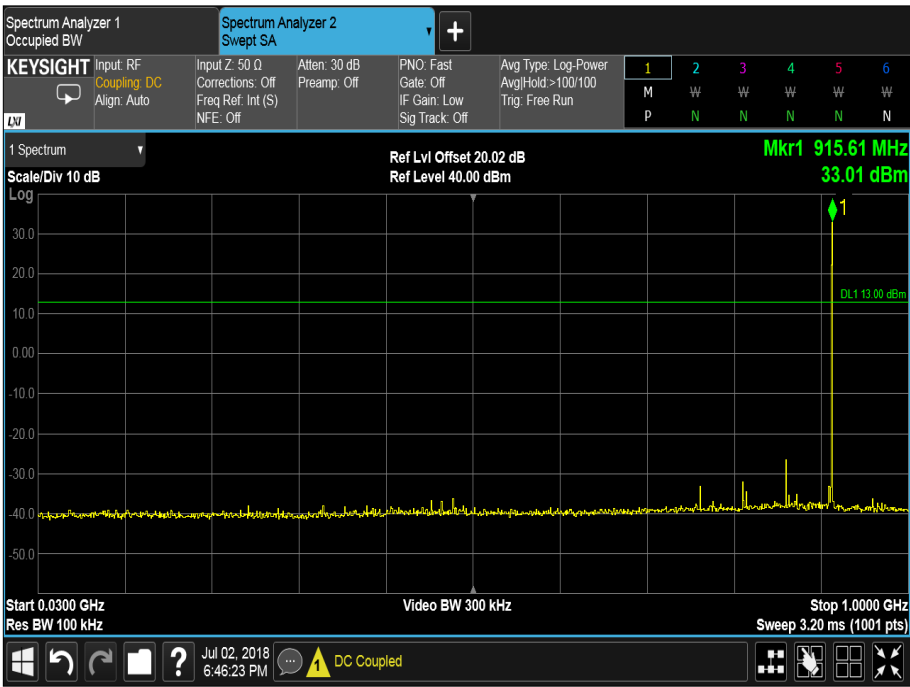 Spectrum Analyzer 1
Occupied BW
Spectrum Analyzer 2
Swept SA
+
KEYSIGHT
LXI
Input: RF
Coupling: DC
Align: Auto
Input Z: 50 Ω
Corrections: Off
Freq Ref: Int (S)
NFE: Off
Atten: 30 dB
Preamp: Off
PNO: Fast
Gate: Off
IF Gain: Low
Sig Track: Off
Avg Type: Log-Power
Avg|Hold:>100/100
Trig: Free Run
1 2 3 4 5 6
M W W W W W
P N N N N N
1 Spectrum
Scale/Div 10 dB
Log
Ref Lvl Offset 20.02 dB
Ref Level 40.00 dBm
Mkr1 915.61 MHz
33.01 dBm
1
30.0
20.0
DL1 13.00 dBm
10.0
0.00
-10.0
-20.0
-30.0
-40.0
-50.0
Start 0.0300 GHz
Res BW 100 kHz
Video BW 300 kHz
Stop 1.0000 GHz
Sweep 3.20 ms (1001 pts)
?
Jul 02, 2018
6:46:23 PM
1
DC Coupled